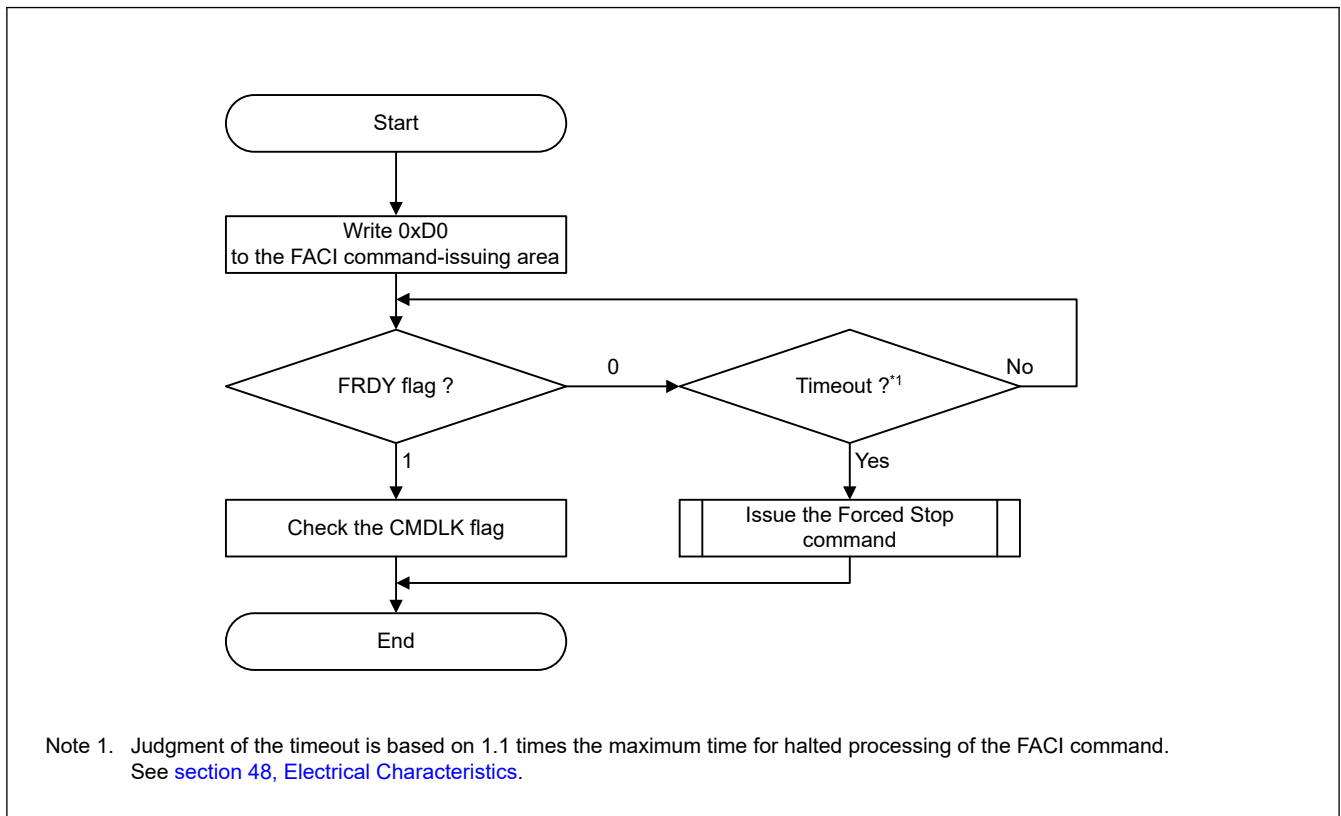 Start
Write 0xD0
to the FACI command-issuing area
FRDY flag ?
0
Timeout ?*1
No
1
Yes
Check the CMDLK flag
Issue the Forced Stop
command
End
Note 1. Judgment of the timeout is based on 1.1 times the maximum time for halted processing of the FACI command.
See section 48, Electrical Characteristics.